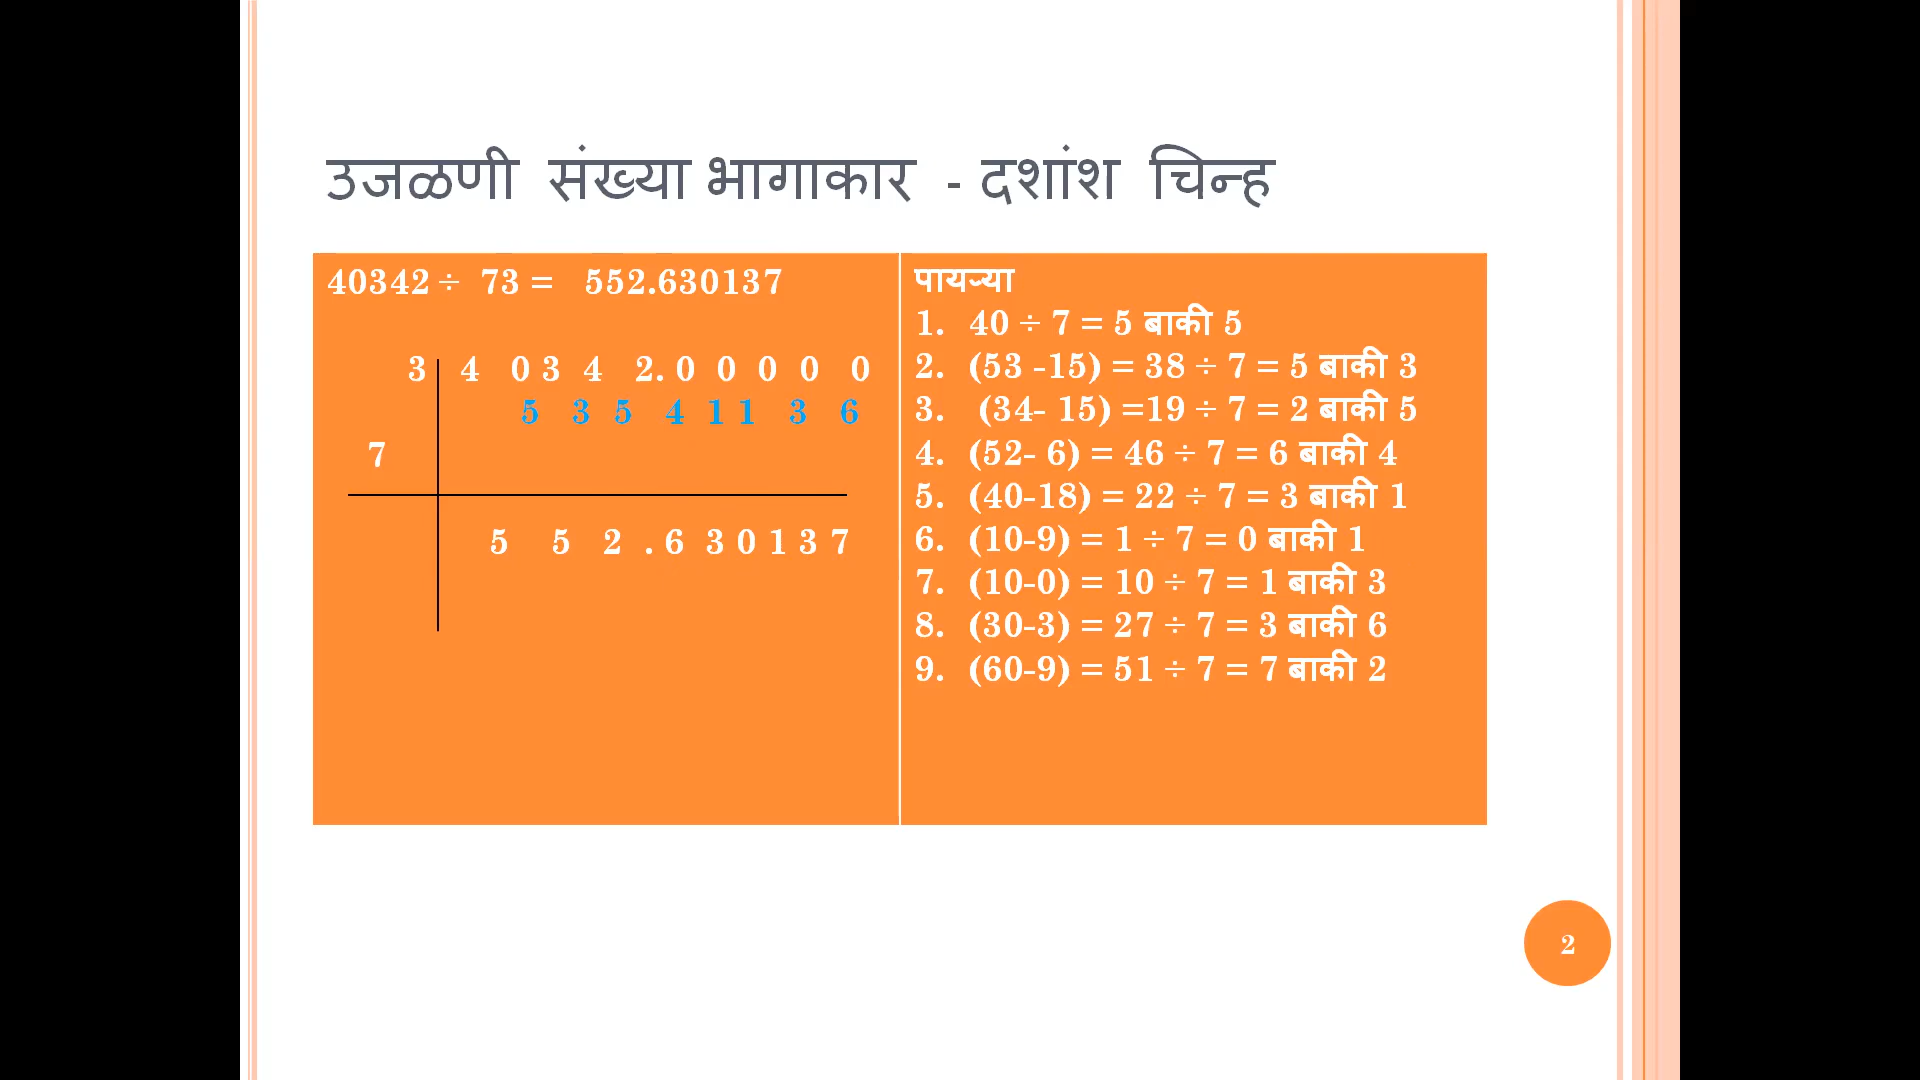 उजळणी संख्या भागाकार - दशांश चिन्ह
40342 ÷ 73 = 552.630137
3 4 0 3 4 2. 0 0 0 0 0
5 3 5 4 1 1 3 6
7
5 5 2 . 6 3 0 1 3 7
पायऱ्या
1. 40 ÷ 7 = 5 बाकी 5
2. (53 -15) = 38 ÷ 7 = 5 बाकी 3
3. (34- 15) =19 ÷ 7 = 2 बाकी 5
4. (52- 6) = 46 ÷ 7 = 6 बाकी 4
5. (40-18) = 22 ÷ 7 = 3 बाकी 1
6. (10-9) = 1 ÷ 7 = 0 बाकी 1
7. (10-0) = 10 ÷ 7 = 1 बाकी 3
8. (30-3) = 27 ÷ 7 = 3 बाकी 6
9. (60-9) = 51 ÷ 7 = 7 बाकी 2
2